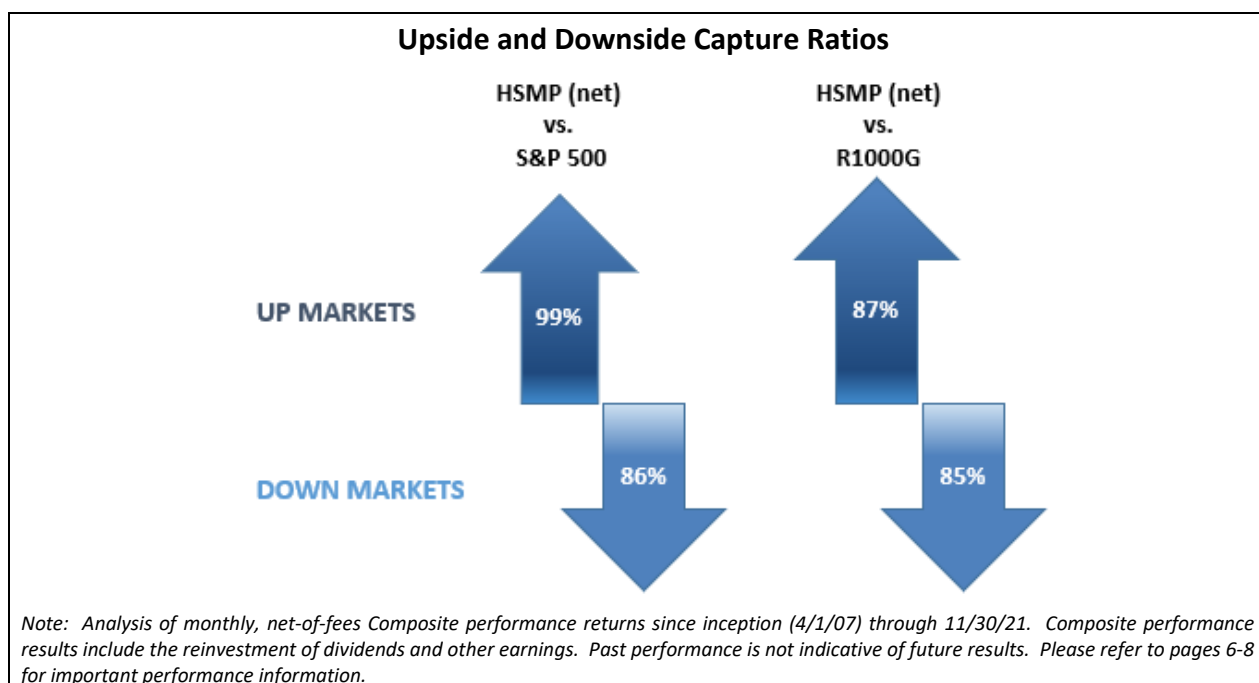 Upside and Downside Capture Ratios
HSMP (net)
vs.
S&P 500
HSMP (net)
vs.
R1000G
UP MARKETS
99%
87%
DOWN MARKETS
86%
85%
Note: Analysis of monthly, net-of-fees Composite performance returns since inception (4/1/07) through 11/30/21. Composite performance
results include the reinvestment of dividends and other earnings. Past performance is not indicative of future results. Please refer to pages 6-8
for important performance information.